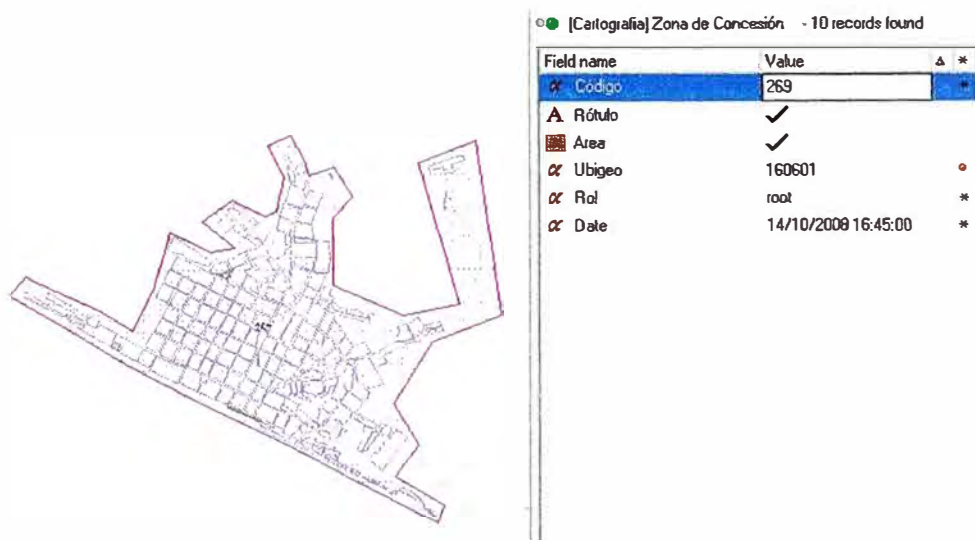 [Cartografia] Zona de Concesión - 10 records found
Field name Value Δ *
α Código 269 *
A Rótulo ✓
Area ✓
α Ubigeo 160601
α Rol root *
α Date 14/10/2008 16:45:00 *